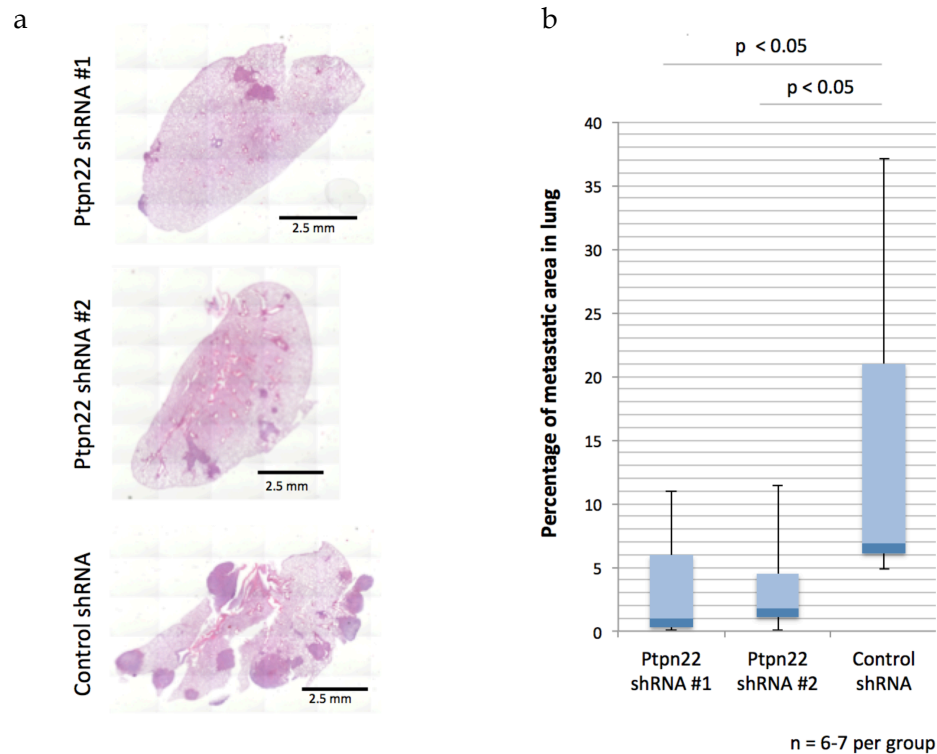 a
Ptpn22 shRNA #1
2.5 mm
Ptpn22 shRNA #2
2.5 mm
Control shRNA
2.5 mm
b
p < 0.05
p < 0.05
Percentage of metastatic area in lung
40
35
30
25
20
15
10
5
0
Ptpn22
shRNA #1
Ptpn22
shRNA #2
Control
shRNA
n = 6-7 per group